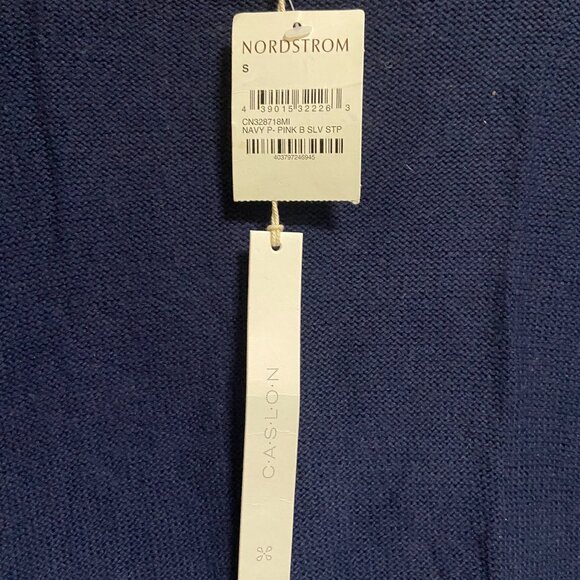 NORDSTROM
S
4 39015 32226 3
CN328718MI
NAVY P- PINK B SLV STP
403797246945
C·A·S·L·O·N